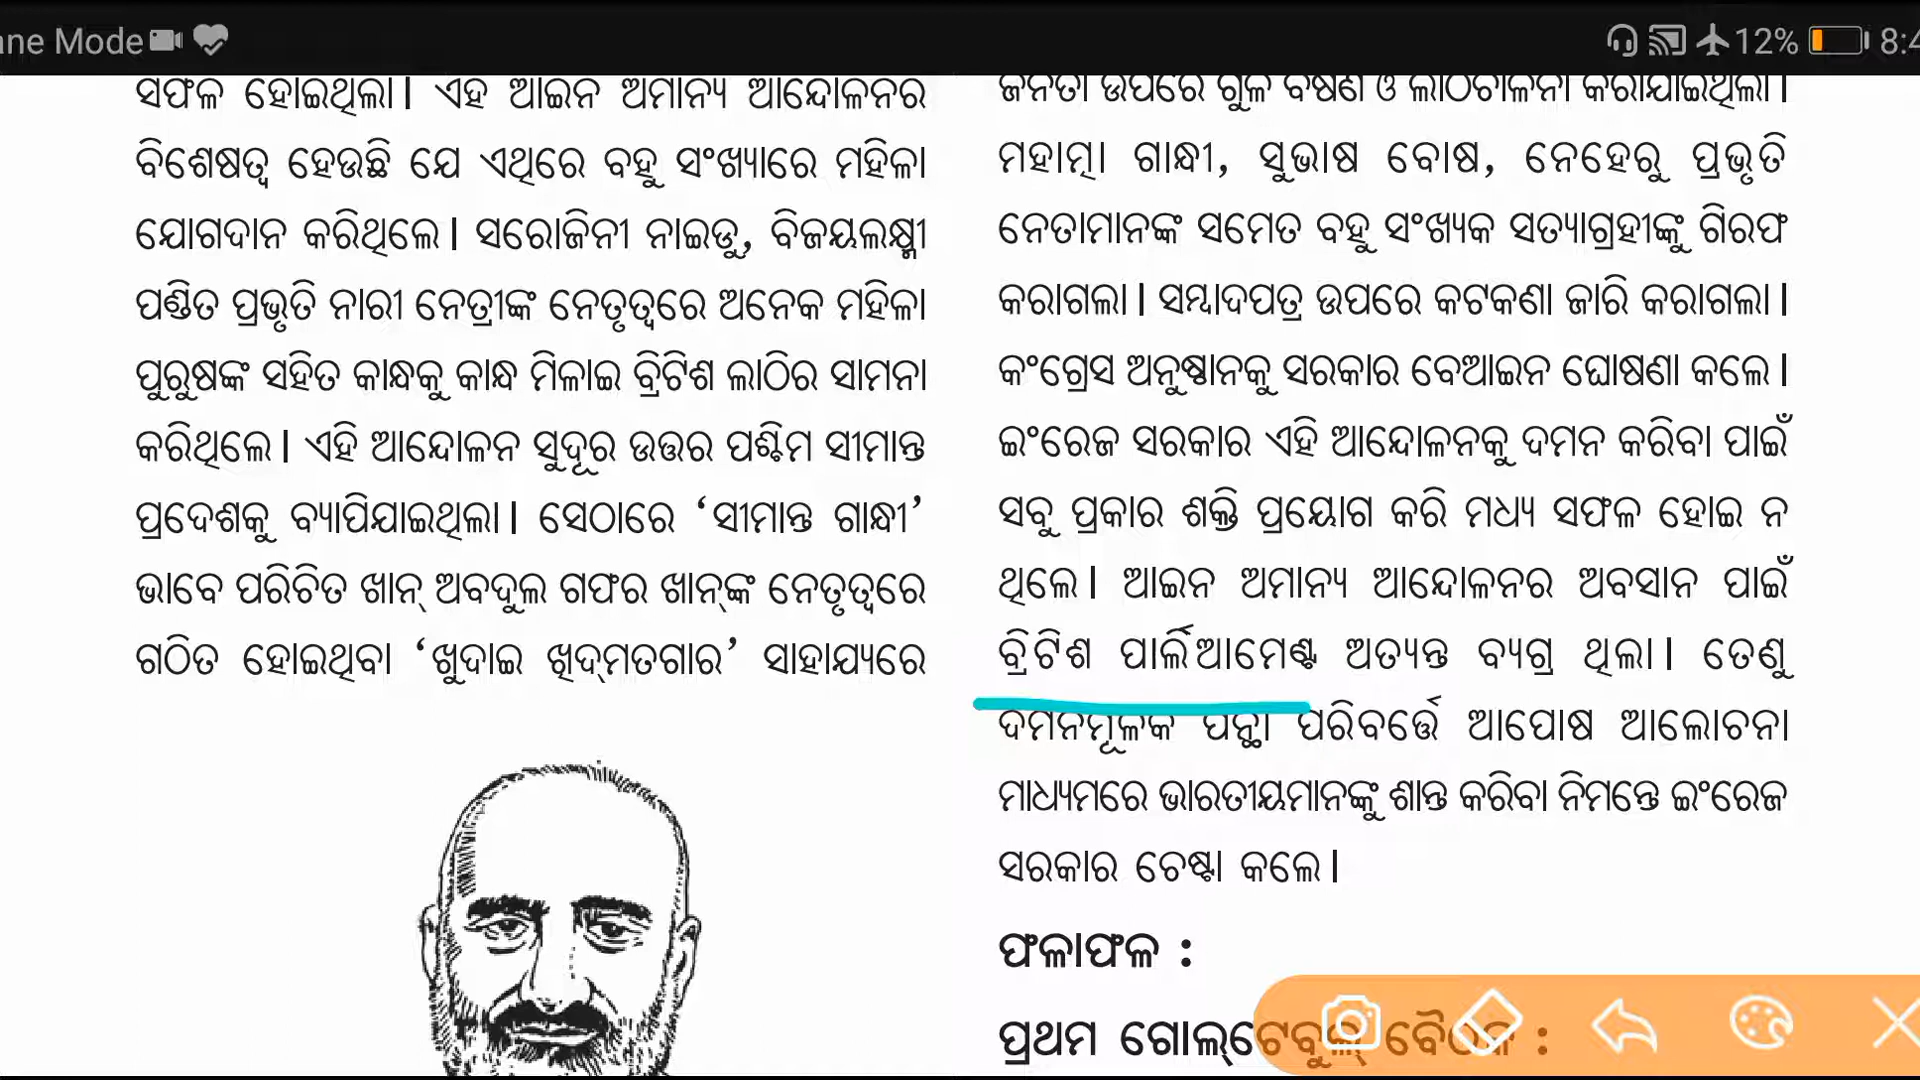 ane Mode
12%
8:4
ସଫଳ ହୋଇଥିଲା। ଏହ ଆଇନ ଅମାନ୍ୟ ଆନ୍ଦୋଳନର
ବିଶେଷତ୍ୱ ହେଉଛି ଯେ ଏଥିରେ ବହୁ ସଂଖ୍ୟାରେ ମହିଳା
ଯୋଗଦାନ କରିଥିଲେ। ସରୋଜିନୀ ନାଇଡୁ, ବିଜୟଲକ୍ଷ୍ମୀ
ପଣ୍ଡିତ ପ୍ରଭୃତି ନାରୀ ନେତ୍ରୀଙ୍କ ନେତୃତ୍ୱରେ ଅନେକ ମହିଳା
ପୁରୁଷଙ୍କ ସହିତ କାନ୍ଧକୁ କାନ୍ଧ ମିଳାଇ ବ୍ରିଟିଶ ଲାଠିର ସାମନା
କରିଥିଲେ। ଏହି ଆନ୍ଦୋଳନ ସୁଦୂର ଉତ୍ତର ପଶ୍ଚିମ ସୀମାନ୍ତ
ପ୍ରଦେଶକୁ ବ୍ୟାପିଯାଇଥିଲା। ସେଠାରେ ‘ସୀମାନ୍ତ ଗାନ୍ଧୀ’
ଭାବେ ପରିଚିତ ଖାନ୍ ଅବଦୁଲ ଗଫର ଖାନ୍‌ଙ୍କ ନେତୃତ୍ୱରେ
ଗଠିତ ହୋଇଥିବା ‘ଖୁଦାଇ ଖିଦ୍‌ମତଗାର’ ସାହାଯ୍ୟରେ
ଜନତା ଉପରେ ଗୁଳି ବର୍ଷଣ ଓ ଲାଠିଚାଳନା କରାଯାଇଥିଲା।
ମହାତ୍ମା ଗାନ୍ଧୀ, ସୁଭାଷ ବୋଷ, ନେହେରୁ ପ୍ରଭୃତି
ନେତାମାନଙ୍କ ସମେତ ବହୁ ସଂଖ୍ୟକ ସତ୍ୟାଗ୍ରହୀଙ୍କୁ ଗିରଫ
କରାଗଲା। ସମ୍ବାଦପତ୍ର ଉପରେ କଟକଣା ଜାରି କରାଗଲା।
କଂଗ୍ରେସ ଅନୁଷ୍ଠାନକୁ ସରକାର ବେଆଇନ ଘୋଷଣା କଲେ।
ଇଂରେଜ ସରକାର ଏହି ଆନ୍ଦୋଳନକୁ ଦମନ କରିବା ପାଇଁ
ସବୁ ପ୍ରକାର ଶକ୍ତି ପ୍ରୟୋଗ କରି ମଧ୍ୟ ସଫଳ ହୋଇ ନ
ଥିଲେ। ଆଇନ ଅମାନ୍ୟ ଆନ୍ଦୋଳନର ଅବସାନ ପାଇଁ
ବ୍ରିଟିଶ ପାର୍ଲିଆମେଣ୍ଟ ଅତ୍ୟନ୍ତ ବ୍ୟଗ୍ର ଥିଲା। ତେଣୁ
ଦମନମୂଳକ ପନ୍ଥା ପରିବର୍ତ୍ତେ ଆପୋଷ ଆଲୋଚନା
ମାଧ୍ୟମରେ ଭାରତୀୟମାନଙ୍କୁ ଶାନ୍ତ କରିବା ନିମନ୍ତେ ଇଂରେଜ
ସରକାର ଚେଷ୍ଟା କଲେ।
ଫଳାଫଳ :
ପ୍ରଥମ ଗୋଲ୍‌ଟେବୁଲ୍ ବୈଠକ :